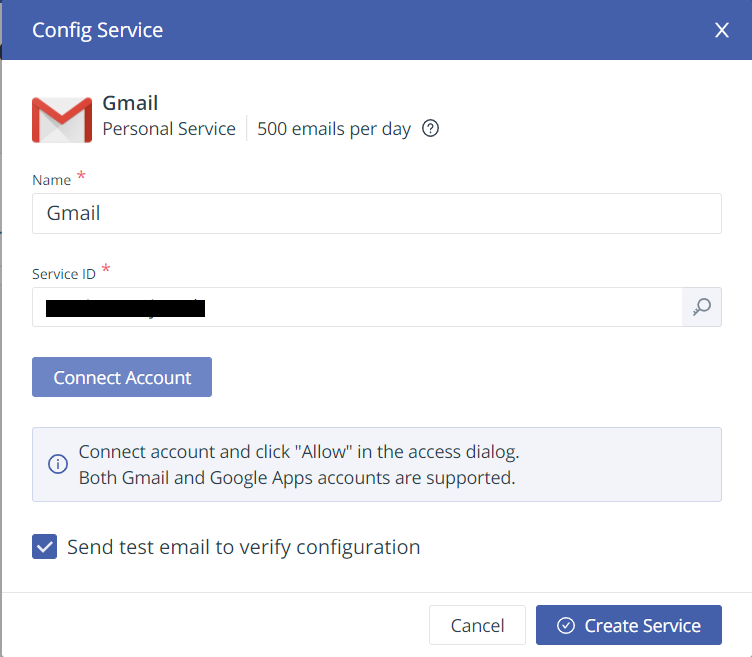 Config Service
Gmail
Personal Service
500 emails per day
Name *
Gmail
Service ID *
Connect Account
Connect account and click "Allow" in the access dialog.
Both Gmail and Google Apps accounts are supported.
Send test email to verify configuration
Cancel
Create Service